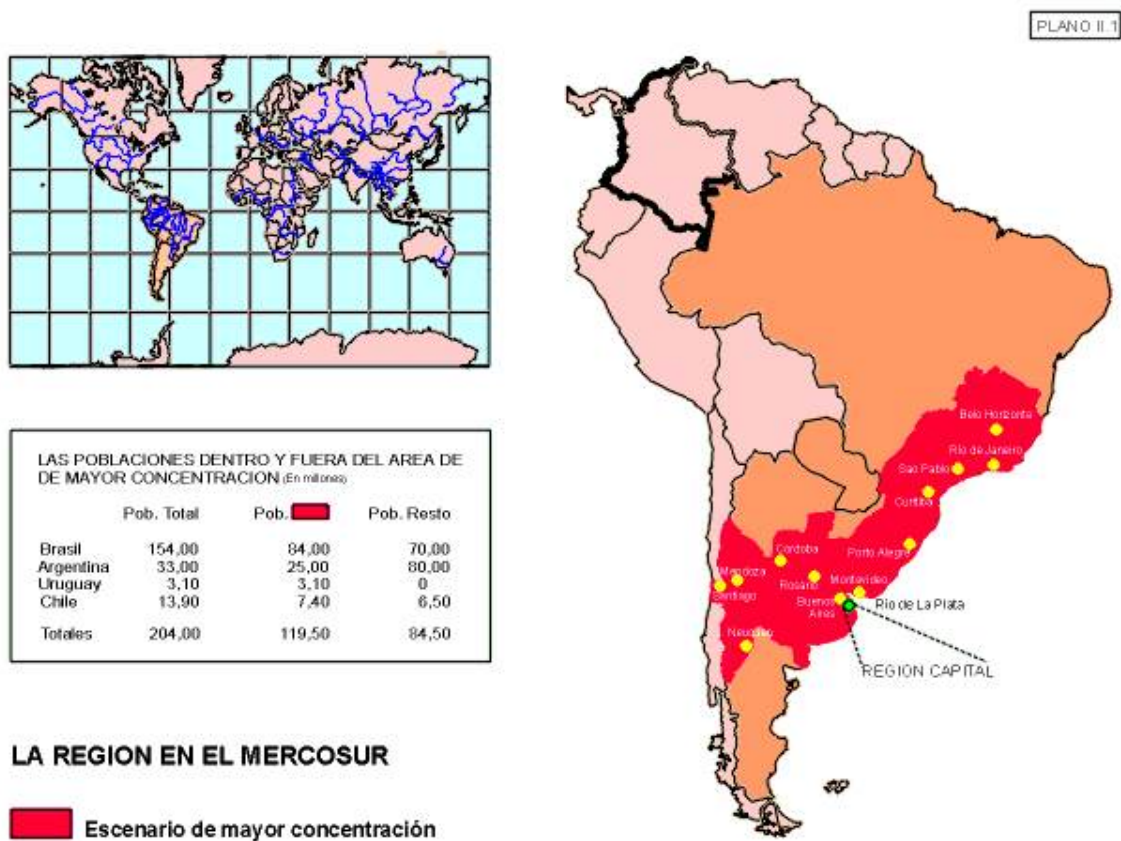 PLANO II.1
LAS POBLACIONES DENTRO Y FUERA DEL AREA DE
DE MAYOR CONCENTRACION (En millones)
Pob. Total Pob. Pob. Resto
Brasil 154,00 84,00 70,00
Argentina 33,00 25,00 80,00
Uruguay 3,10 3,10 0
Chile 13,90 7,40 6,50
Totales 204,00 119,50 84,50
LA REGION EN EL MERCOSUR
Escenario de mayor concentración
Belo Horizonte
Río de Janeiro
Sao Pablo
Curitiba
Porto Alegre
Cordoba
Mendoza
Santiago
Rosario
Montevideo
Buenos
Aires
Río de La Plata
Neuquen
REGION CAPITAL